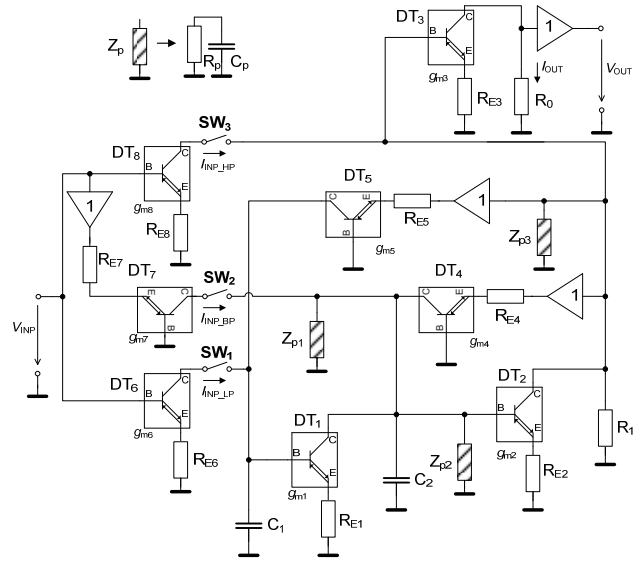 DT3
Zp
Rp
Cp
B
C
E
gm3
1
IOUT
VOUT
RE3
R0
SW3
DT8
B
C
E
IINP_HP
gm8
RE8
1
RE7
DT5
C
E
B
gm5
RE5
1
Zp3
DT7
E
C
B
gm7
SW2
IINP_BP
Zp1
DT4
C
E
B
gm4
RE4
1
VINP
SW1
IINP_LP
DT6
B
C
E
gm6
RE6
DT1
B
C
E
gm1
RE1
C1
C2
Zp2
DT2
B
C
E
gm2
RE2
R1